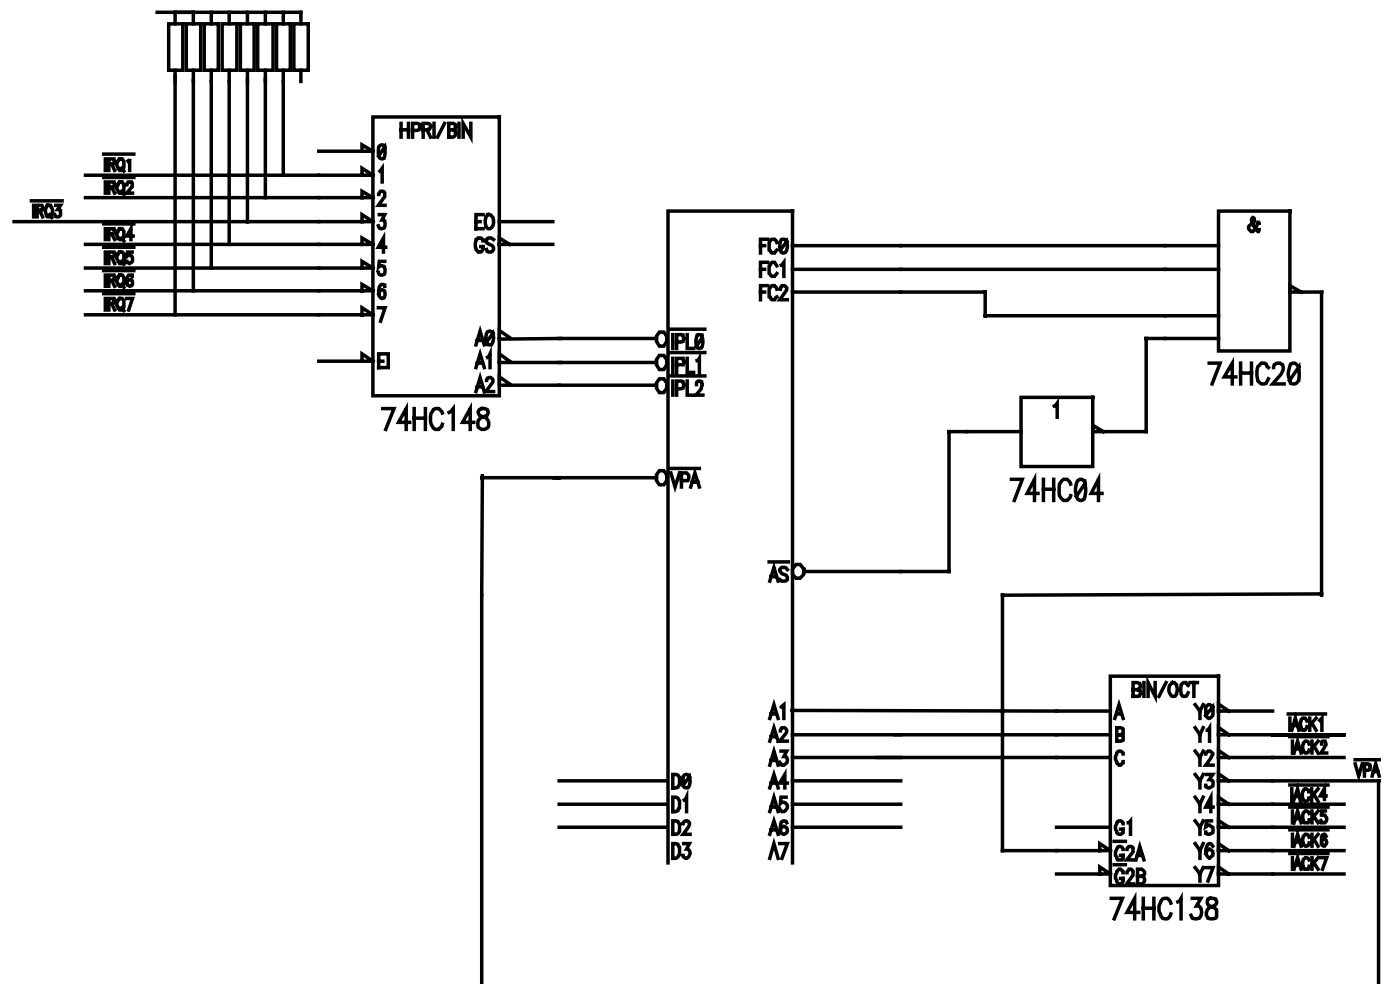 HPRI/BIN
0
IRQ1
1
IRQ2
2
IRQ3
3
EO
IRQ4
4
GS
IRQ5
5
IRQ6
6
IRQ7
7
A0
EI
A1
A2
74HC148
FC0
FC1
FC2
IPL0
IPL1
IPL2
VPA
AS
&
74HC20
1
74HC04
A1
A2
A3
D0
A4
D1
A5
D2
A6
D3
A7
BIN/OCT
A
Y0
B
Y1
IACK1
C
Y2
IACK2
Y3
VPA
Y4
IACK4
G1
Y5
IACK5
G2A
Y6
IACK6
G2B
Y7
IACK7
74HC138